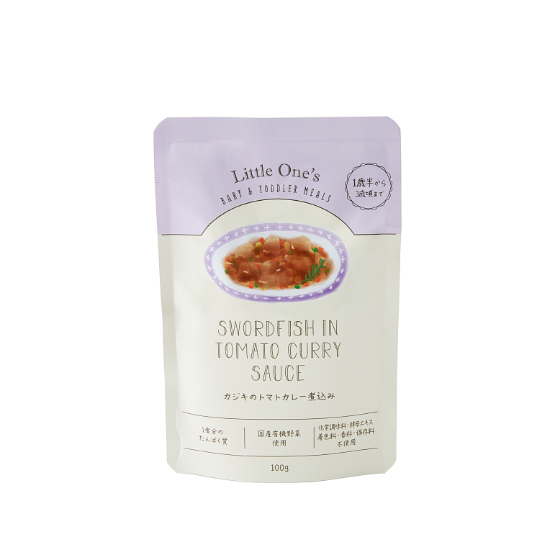 Little One's
BABY & TODDLER MEALS
1歳半から
3歳頃まで
SWORDFISH IN
TOMATO CURRY
SAUCE
カジキのトマトカレー煮込み
1食分の
たんぱく質
国産有機野菜
使用
化学調味料・酵母エキス
着色料・香料・保存料
不使用
100g